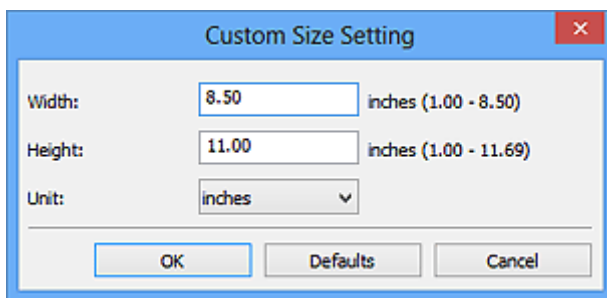 Custom Size Setting
Width: 8.50 inches (1.00 - 8.50)
Height: 11.00 inches (1.00 - 11.69)
Unit: inches
OK Defaults Cancel